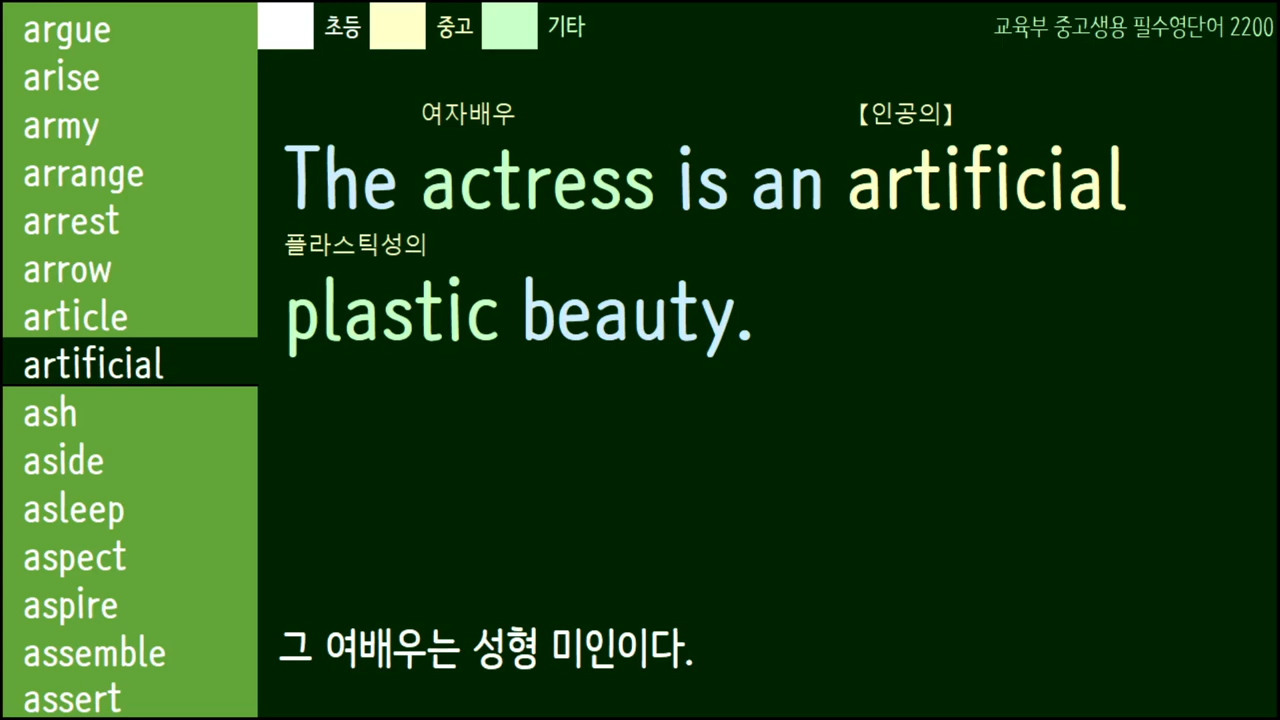 argue
arise
army
arrange
arrest
arrow
article
artificial
ash
aside
asleep
aspect
aspire
assemble
assert
초등 중고 기타
교육부 중고생용 필수영단어 2200
여자배우 【인공의】
The actress is an artificial
플라스틱성의
plastic beauty.
그 여배우는 성형 미인이다.